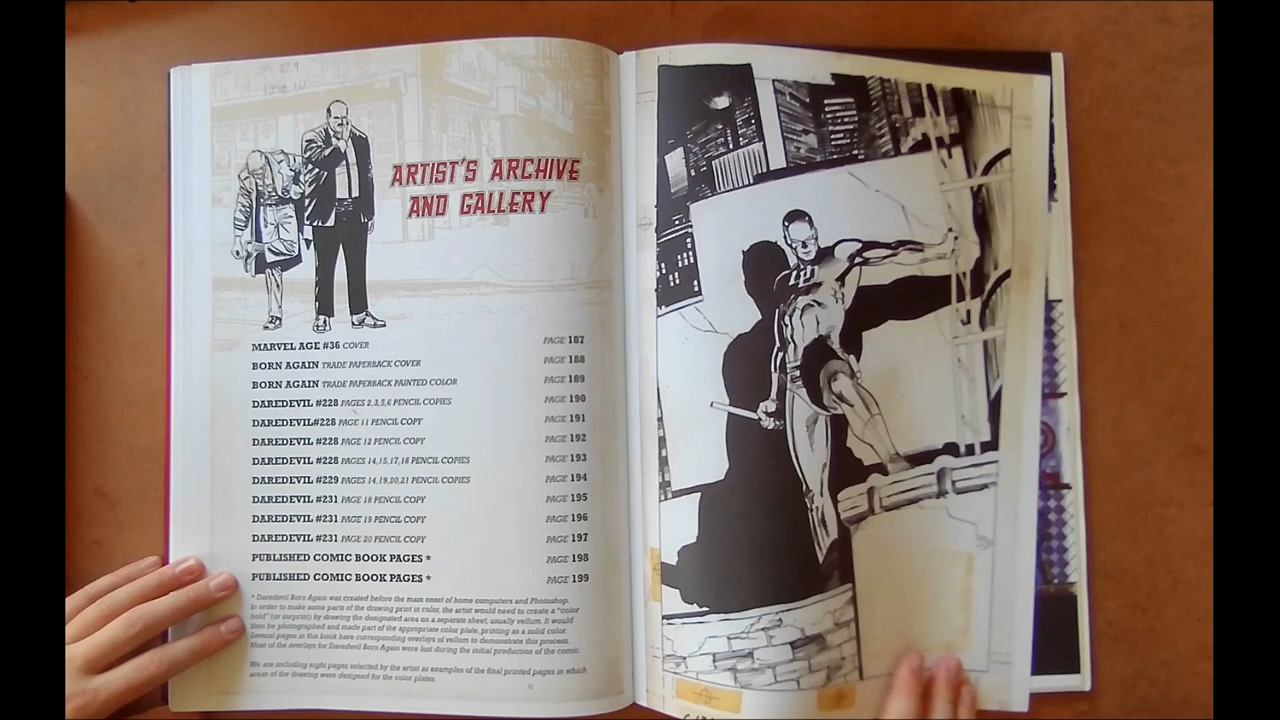 ARTIST'S ARCHIVE
AND GALLERY
MARVEL AGE #36 COVER PAGE 187
BORN AGAIN TRADE PAPERBACK COVER PAGE 188
BORN AGAIN TRADE PAPERBACK PAINTED COLOR PAGE 189
DAREDEVIL #228 PAGES 2,3,5,6 PENCIL COPIES PAGE 190
DAREDEVIL#228 PAGE 11 PENCIL COPY PAGE 191
DAREDEVIL #228 PAGE 12 PENCIL COPY PAGE 192
DAREDEVIL #228 PAGES 14,15,17,18 PENCIL COPIES PAGE 193
DAREDEVIL #229 PAGES 14,19,20,21 PENCIL COPIES PAGE 194
DAREDEVIL #231 PAGE 18 PENCIL COPY PAGE 195
DAREDEVIL #231 PAGE 19 PENCIL COPY PAGE 196
DAREDEVIL #231 PAGE 20 PENCIL COPY PAGE 197
PUBLISHED COMIC BOOK PAGES * PAGE 198
PUBLISHED COMIC BOOK PAGES * PAGE 199
* Daredevil Born Again was created before the mass onset of home computers and Photoshop.
In order to make some parts of the drawing print in color, the artist would need to create a "color
hold" (or surprint) by drawing the designated area on a separate sheet, usually vellum. It would
then be photographed and made part of the appropriate color plate, printing as a solid color.
Several pages in this book have corresponding overlays of vellum to demonstrate this process.
Most of the overlays for Daredevil Born Again were lost during the initial production of the comic.
We are including eight pages selected by the artist as examples of the final printed pages in which
areas of the drawing were designed for the color plates.